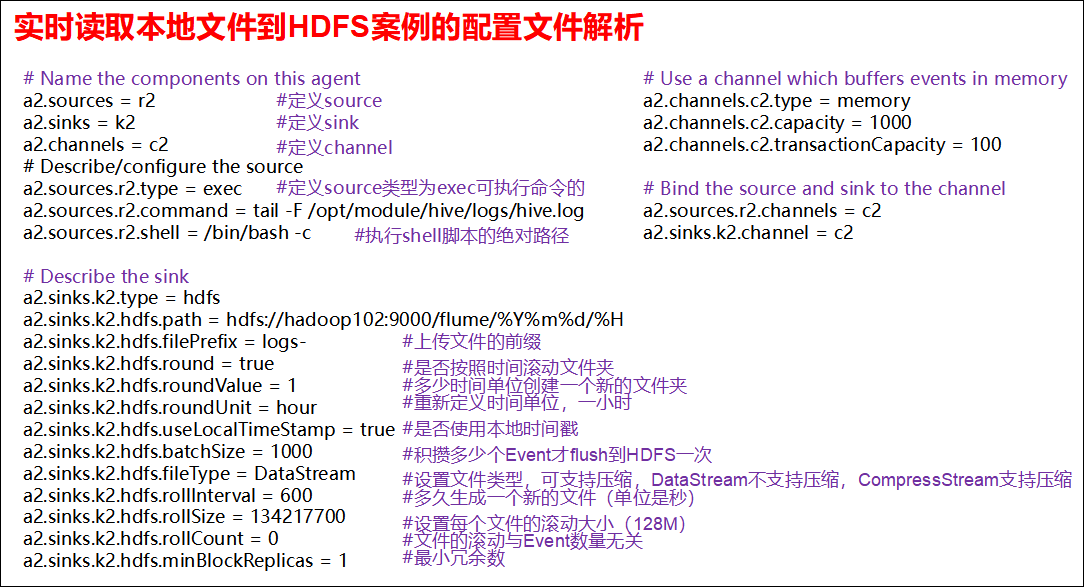 实时读取本地文件到HDFS案例的配置文件解析
# Name the components on this agent
a2.sources = r2 #定义source
a2.sinks = k2 #定义sink
a2.channels = c2 #定义channel
# Describe/configure the source
a2.sources.r2.type = exec #定义source类型为exec可执行命令的
a2.sources.r2.command = tail -F /opt/module/hive/logs/hive.log
a2.sources.r2.shell = /bin/bash -c #执行shell脚本的绝对路径
# Describe the sink
a2.sinks.k2.type = hdfs
a2.sinks.k2.hdfs.path = hdfs://hadoop102:9000/flume/%Y%m%d/%H
a2.sinks.k2.hdfs.filePrefix = logs- #上传文件的前缀
a2.sinks.k2.hdfs.round = true #是否按照时间滚动文件夹
a2.sinks.k2.hdfs.roundValue = 1 #多少时间单位创建一个新的文件夹
a2.sinks.k2.hdfs.roundUnit = hour #重新定义时间单位，一小时
a2.sinks.k2.hdfs.useLocalTimeStamp = true #是否使用本地时间戳
a2.sinks.k2.hdfs.batchSize = 1000 #积攒多少个Event才flush到HDFS一次
a2.sinks.k2.hdfs.fileType = DataStream #设置文件类型，可支持压缩，DataStream不支持压缩，CompressStream支持压缩
a2.sinks.k2.hdfs.rollInterval = 600 #多久生成一个新的文件（单位是秒）
a2.sinks.k2.hdfs.rollSize = 134217700 #设置每个文件的滚动大小（128M）
a2.sinks.k2.hdfs.rollCount = 0 #文件的滚动与Event数量无关
a2.sinks.k2.hdfs.minBlockReplicas = 1 #最小冗余数
# Use a channel which buffers events in memory
a2.channels.c2.type = memory
a2.channels.c2.capacity = 1000
a2.channels.c2.transactionCapacity = 100
# Bind the source and sink to the channel
a2.sources.r2.channels = c2
a2.sinks.k2.channel = c2